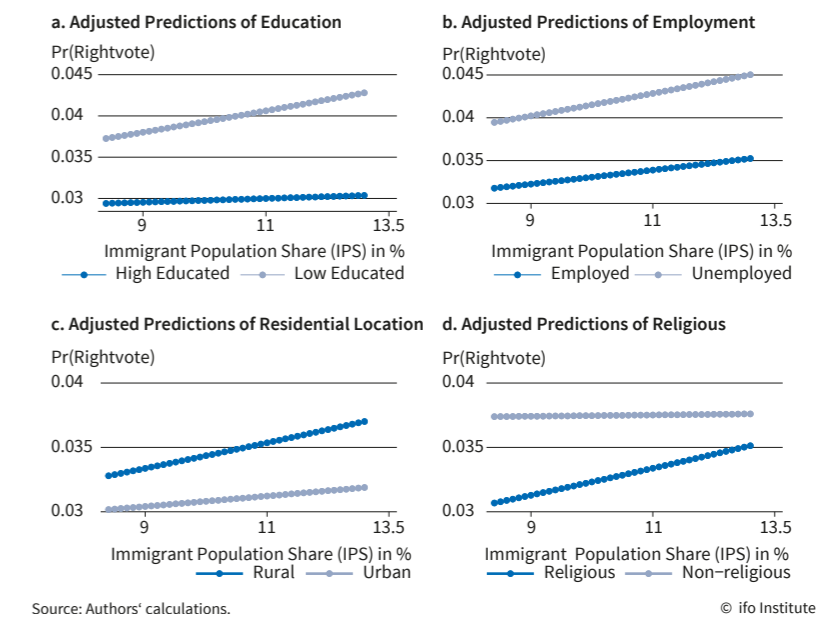 a. Adjusted Predictions of Education
Pr(Rightvote)
0.045
0.04
0.035
0.03
9 11 13.5
Immigrant Population Share (IPS) in %
High Educated Low Educated
b. Adjusted Predictions of Employment
Pr(Rightvote)
0.045
0.04
0.035
0.03
9 11 13.5
Immigrant Population Share (IPS) in %
Employed Unemployed
c. Adjusted Predictions of Residential Location
Pr(Rightvote)
0.04
0.035
0.03
9 11 13.5
Immigrant Population Share (IPS) in %
Rural Urban
d. Adjusted Predictions of Religious
Pr(Rightvote)
0.04
0.035
0.03
9 11 13.5
Immigrant Population Share (IPS) in %
Religious Non−religious
Source: Authors‘ calculations.
© ifo Institute